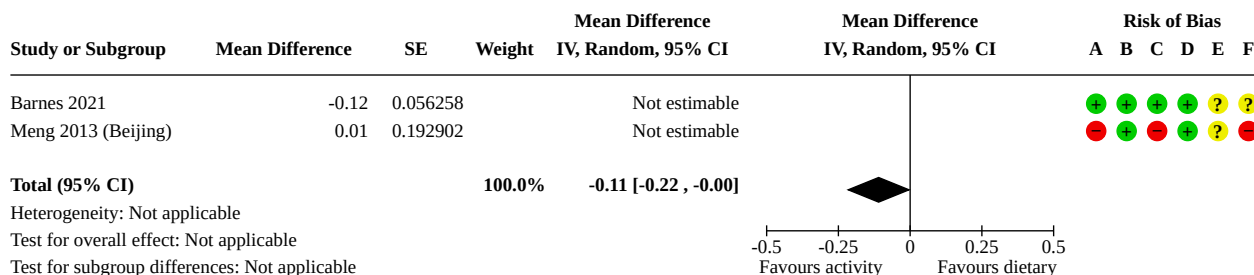 Mean Difference Mean Difference Risk of Bias
Study or Subgroup Mean Difference SE Weight IV, Random, 95% CI IV, Random, 95% CI A B C D E F
Barnes 2021 -0.12 0.056258 Not estimable + + + + ? ?
Meng 2013 (Beijing) 0.01 0.192902 Not estimable − + − + ? −
Total (95% CI) 100.0% -0.11 [-0.22 , -0.00]
Heterogeneity: Not applicable
Test for overall effect: Not applicable -0.5 -0.25 0 0.25 0.5
Test for subgroup differences: Not applicable Favours activity Favours dietary